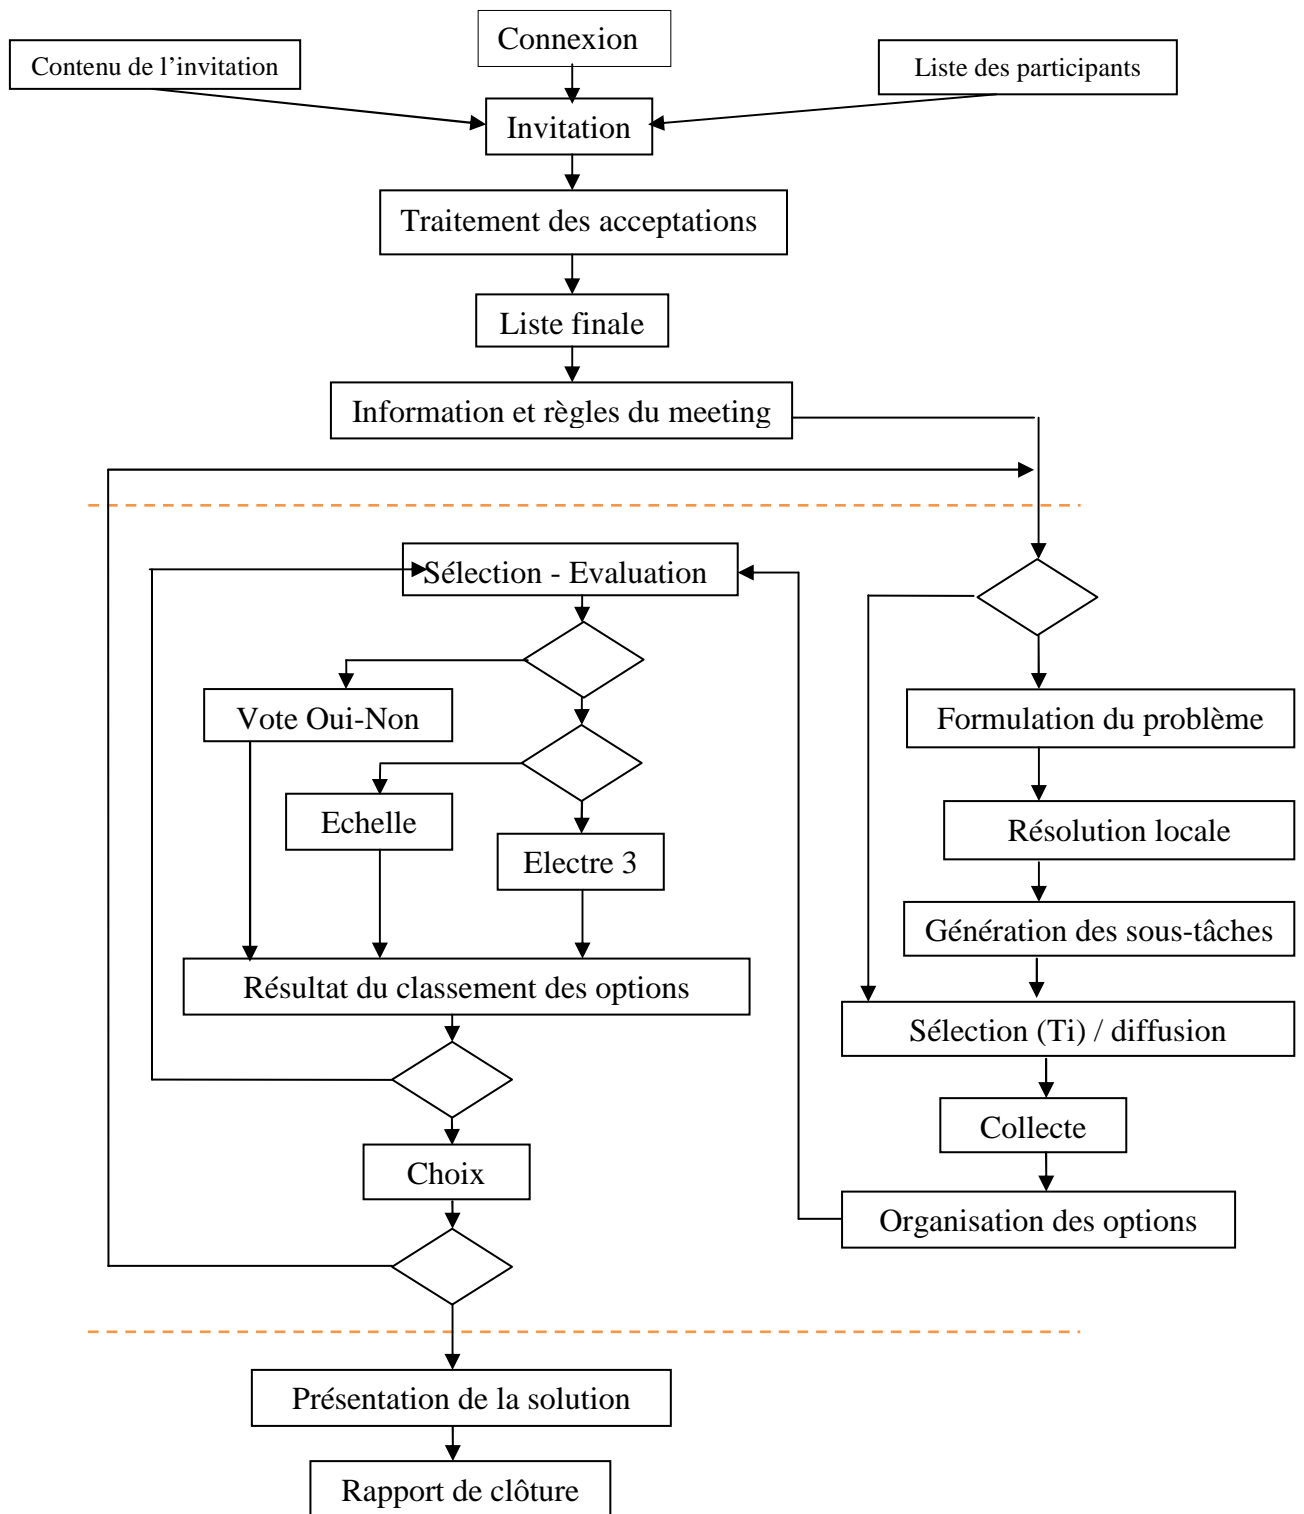 Connexion
Contenu de l’invitation
Liste des participants
Invitation
Traitement des acceptations
Liste finale
Information et règles du meeting
Sélection - Evaluation
Vote Oui-Non
Formulation du problème
Echelle
Résolution locale
Electre 3
Génération des sous-tâches
Résultat du classement des options
Sélection (Ti) / diffusion
Collecte
Choix
Organisation des options
Présentation de la solution
Rapport de clôture